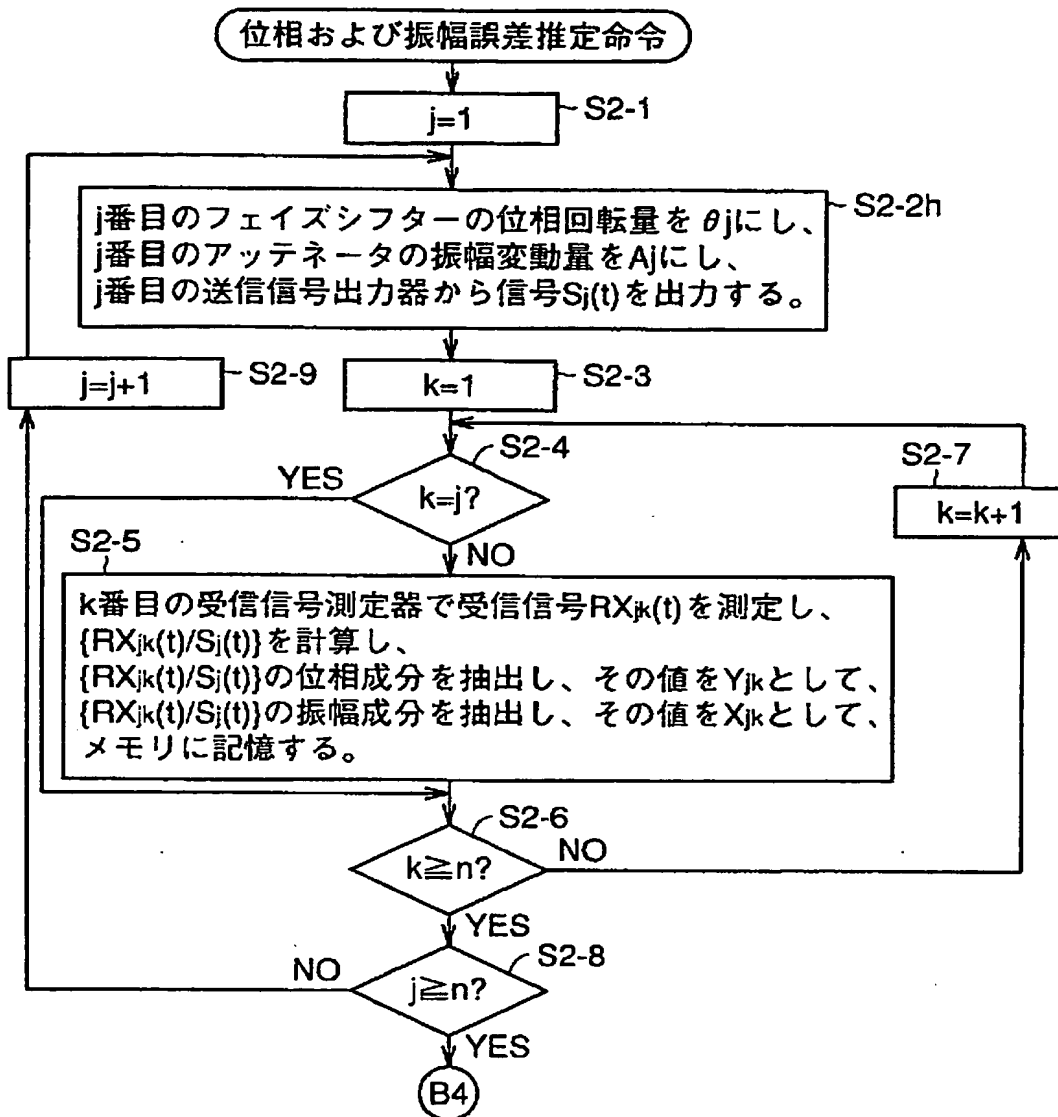 位相および振幅誤差推定命令
j=1
S2-1
j番目のフェイズシフターの位相回転量をθjにし、
j番目のアッテネータの振幅変動量をAjにし、
j番目の送信信号出力器から信号Sj(t)を出力する。
S2-2h
j=j+1
S2-9
k=1
S2-3
S2-4
YES
k=j?
NO
S2-7
k=k+1
S2-5
k番目の受信信号測定器で受信信号RXjk(t)を測定し、
{RXjk(t)/Sj(t)}を計算し、
{RXjk(t)/Sj(t)}の位相成分を抽出し、その値をYjkとして、
{RXjk(t)/Sj(t)}の振幅成分を抽出し、その値をXjkとして、
メモリに記憶する。
S2-6
k≧n?
NO
YES
S2-8
NO
j≧n?
YES
B4